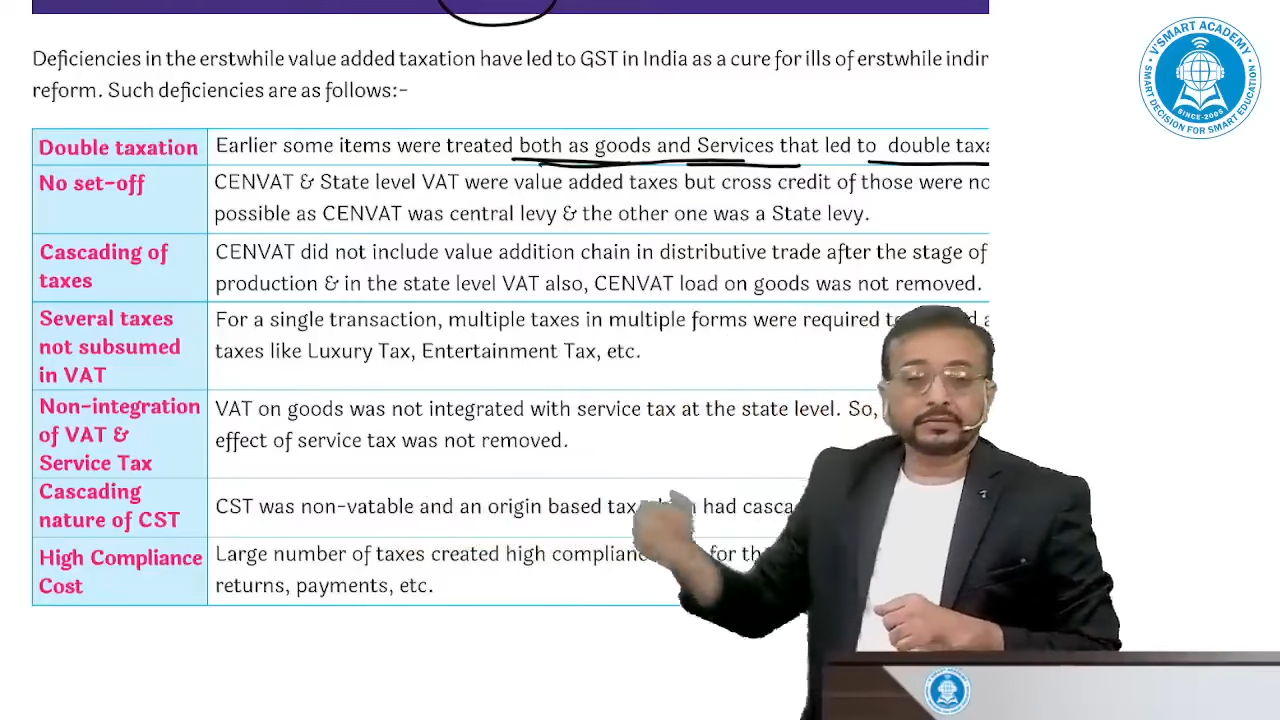 Deficiencies in the erstwhile value added taxation have led to GST in India as a cure for ills of erstwhile indir
reform. Such deficiencies are as follows:-
Double taxation
Earlier some items were treated both as goods and Services that led to double taxa
No set-off
CENVAT & State level VAT were value added taxes but cross credit of those were no
possible as CENVAT was central levy & the other one was a State levy.
Cascading of
taxes
CENVAT did not include value addition chain in distributive trade after the stage of
production & in the state level VAT also, CENVAT load on goods was not removed.
Several taxes
not subsumed
in VAT
For a single transaction, multiple taxes in multiple forms were required
taxes like Luxury Tax, Entertainment Tax, etc.
Non-integration
of VAT &
Service Tax
VAT on goods was not integrated with service tax at the state level. So,
effect of service tax was not removed.
Cascading
nature of CST
CST was non-vatable and an origin based tax had casca
High Compliance
Cost
Large number of taxes created high complianc for th
returns, payments, etc.
V'SMART ACADEMY
SINCE-2005
SMART DECISION FOR SMART EDUCATION